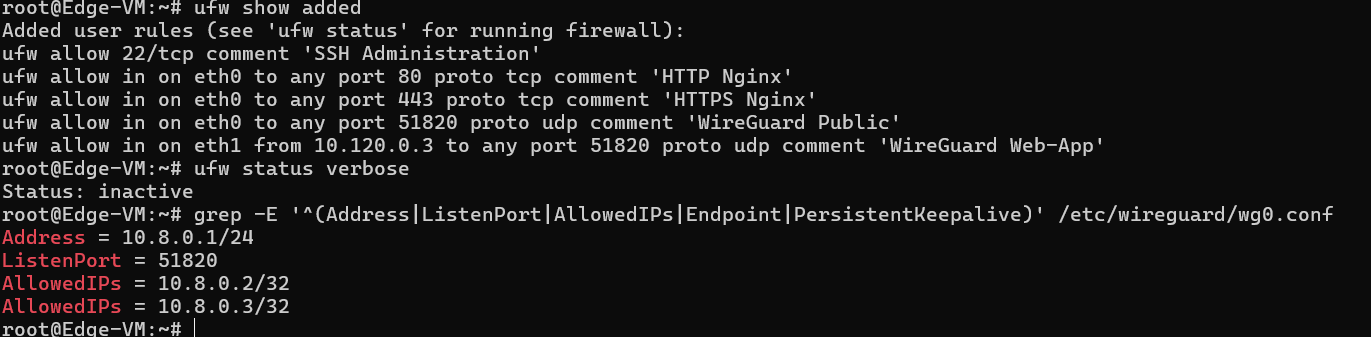 root@Edge-VM:~# ufw show added
Added user rules (see 'ufw status' for running firewall):
ufw allow 22/tcp comment 'SSH Administration'
ufw allow in on eth0 to any port 80 proto tcp comment 'HTTP Nginx'
ufw allow in on eth0 to any port 443 proto tcp comment 'HTTPS Nginx'
ufw allow in on eth0 to any port 51820 proto udp comment 'WireGuard Public'
ufw allow in on eth1 from 10.120.0.3 to any port 51820 proto udp comment 'WireGuard Web-App'
root@Edge-VM:~# ufw status verbose
Status: inactive
root@Edge-VM:~# grep -E '^(Address|ListenPort|AllowedIPs|Endpoint|PersistentKeepalive)' /etc/wireguard/wg0.conf
Address = 10.8.0.1/24
ListenPort = 51820
AllowedIPs = 10.8.0.2/32
AllowedIPs = 10.8.0.3/32
root@Edge-VM:~#